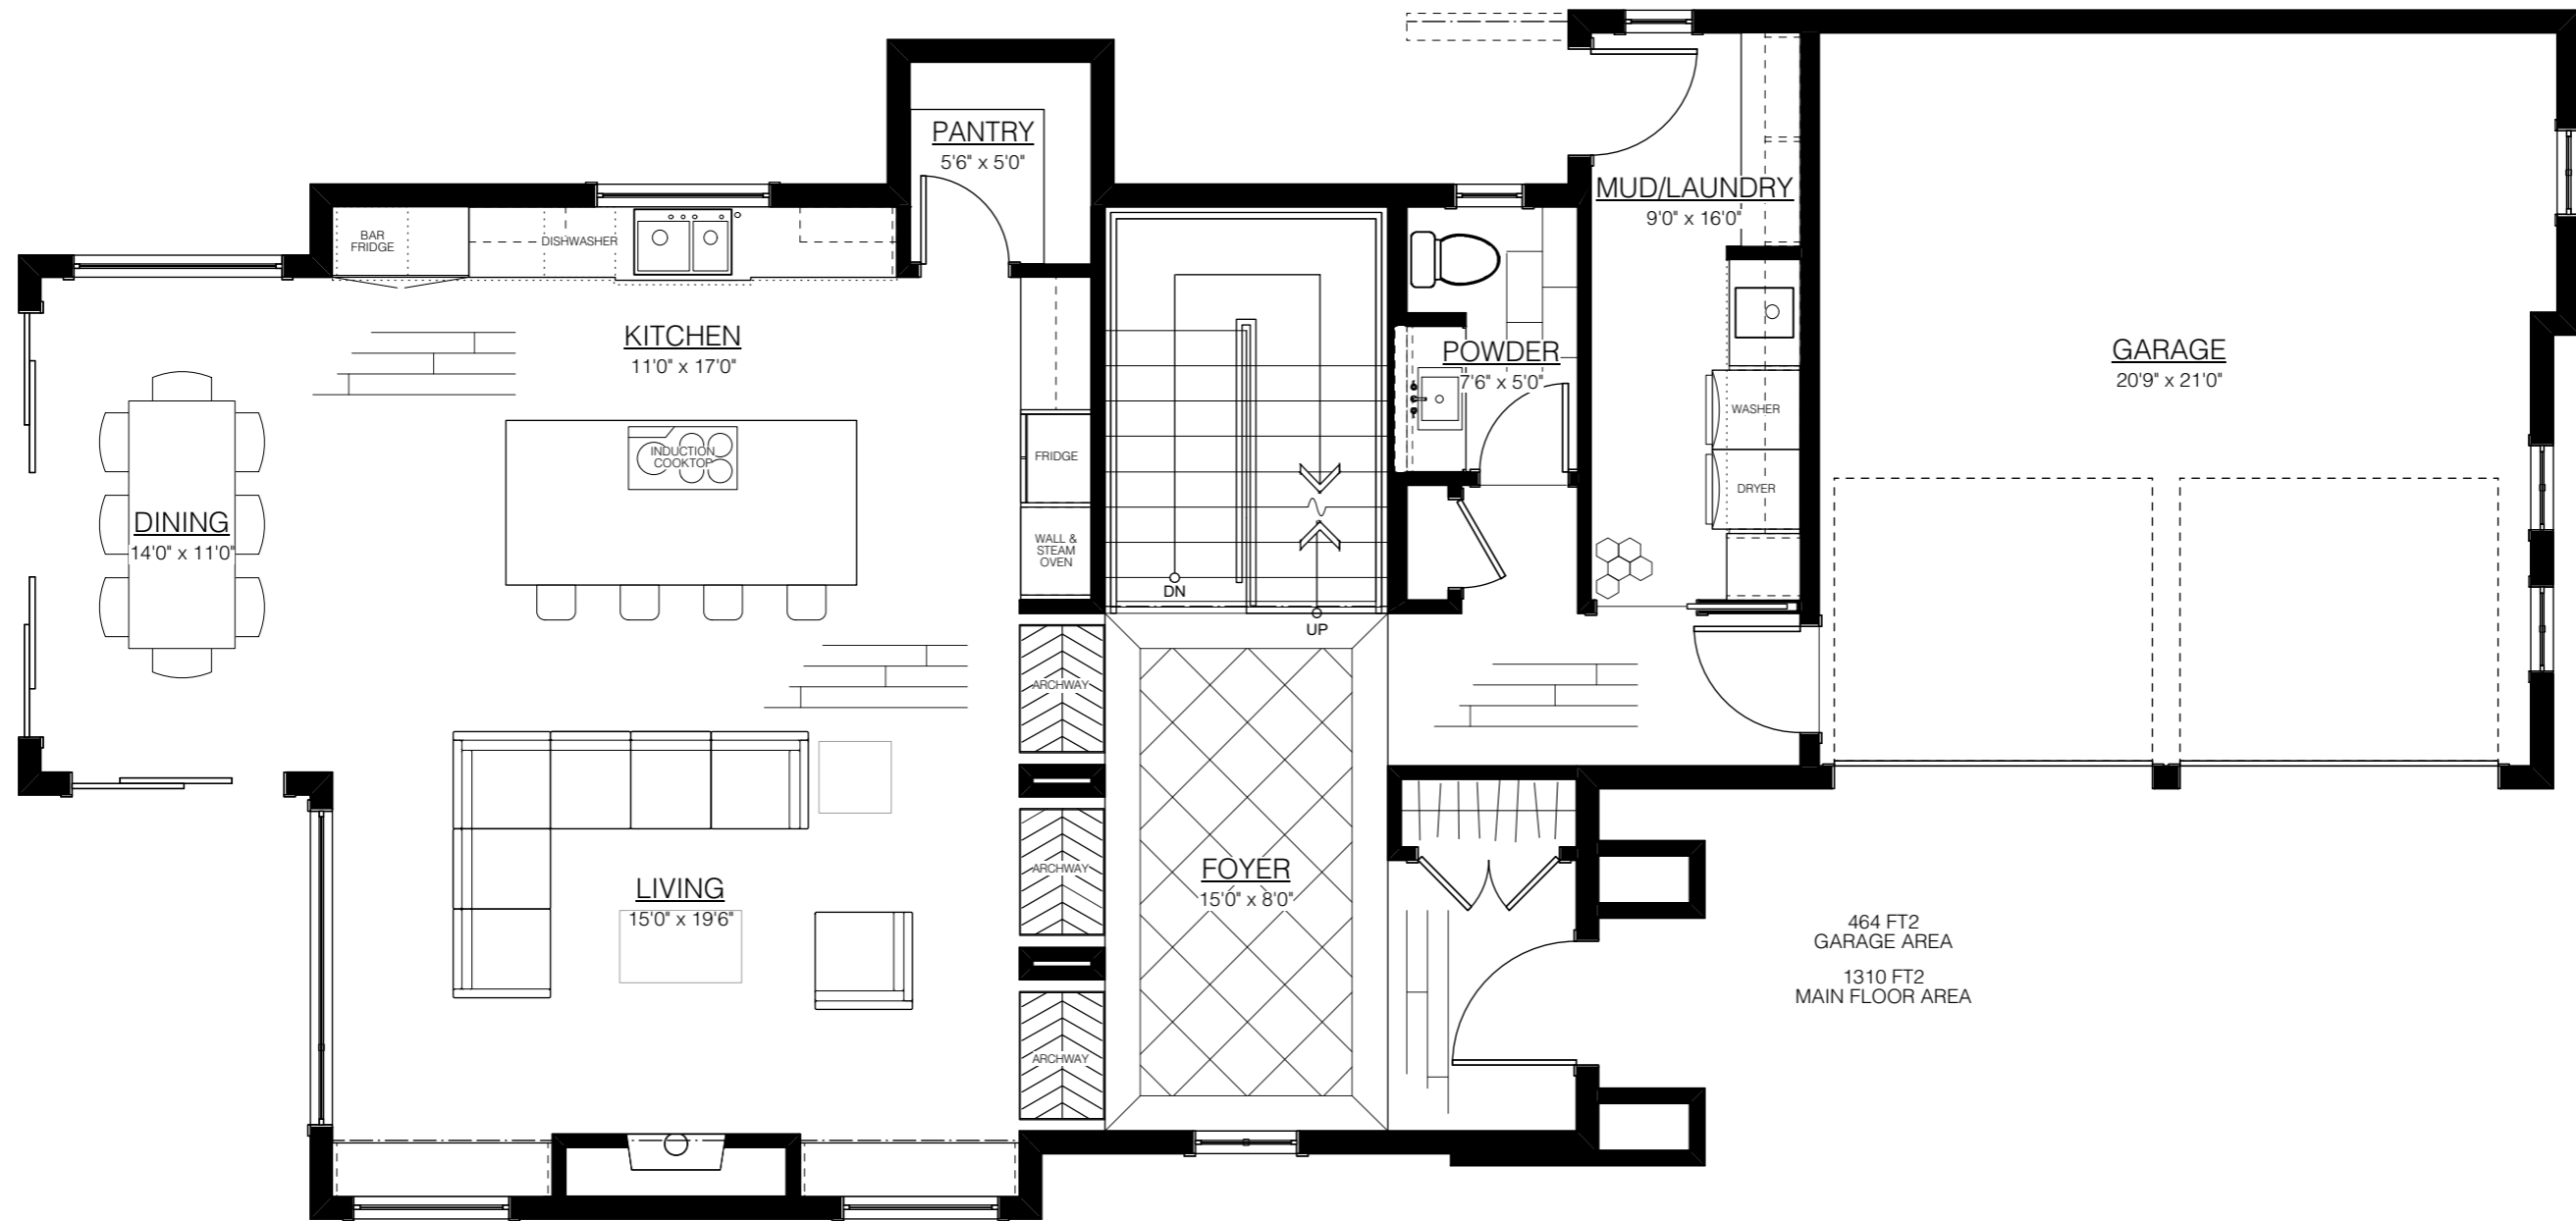 PANTRY
5'6" x 5'0"
MUD/LAUNDRY
9'0" x 16'0"
BAR
FRIDGE
DISHWASHER
KITCHEN
11'0" x 17'0"
POWDER
7'6" x 5'0"
GARAGE
20'9" x 21'0"
WASHER
INDUCTION
COOKTOP
FRIDGE
DRYER
DINING
14'0" x 11'0"
WALL &
STEAM
OVEN
DN
UP
ARCHWAY
ARCHWAY
LIVING
15'0" x 19'6"
FOYER
15'0" x 8'0"
464 FT2
GARAGE AREA
1310 FT2
MAIN FLOOR AREA
ARCHWAY